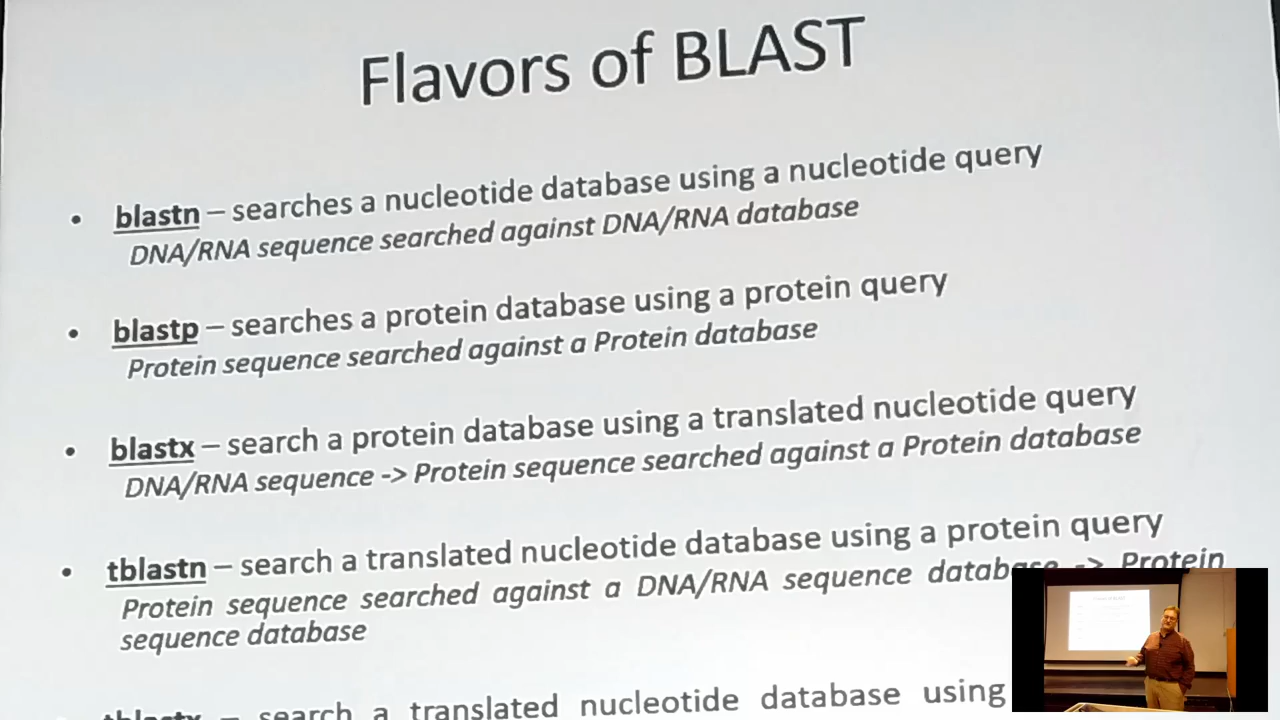 Flavors of BLAST
• blastn – searches a nucleotide database using a nucleotide query
DNA/RNA sequence searched against DNA/RNA database
• blastp – searches a protein database using a protein query
Protein sequence searched against a Protein database
• blastx – search a protein database using a translated nucleotide query
DNA/RNA sequence -> Protein sequence searched against a Protein database
• tblastn – search a translated nucleotide database using a protein query
Protein sequence searched against a DNA/RNA sequence database -> Protein
sequence database
tblastx – search a translated nucleotide database using